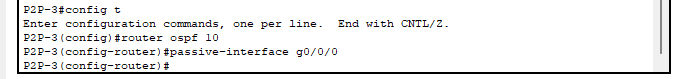 P2P-3#config t
Enter configuration commands, one per line.  End with CNTL/Z.
P2P-3(config)#router ospf 10
P2P-3(config-router)#passive-interface g0/0/0
P2P-3(config-router)#